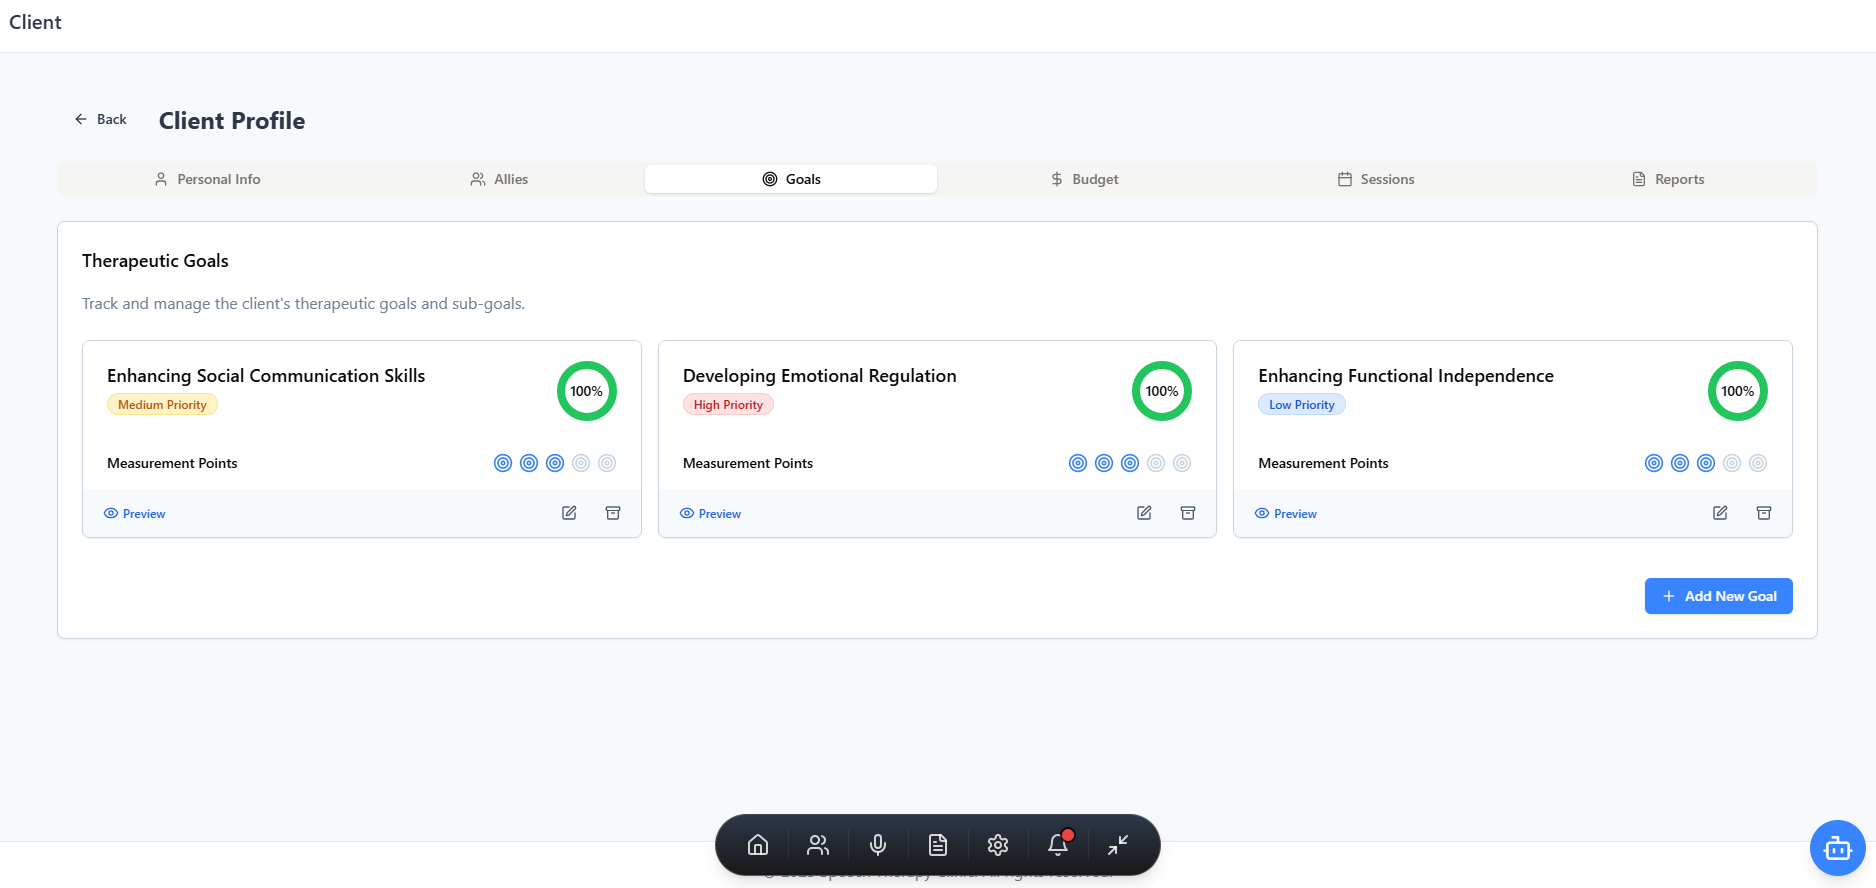 Client
Back
Client Profile
Personal Info
Allies
Goals
Budget
Sessions
Reports
Therapeutic Goals
Track and manage the client's therapeutic goals and sub-goals.
Enhancing Social Communication Skills
Medium Priority
100%
Measurement Points
Preview
Developing Emotional Regulation
High Priority
100%
Measurement Points
Preview
Enhancing Functional Independence
Low Priority
100%
Measurement Points
Preview
Add New Goal